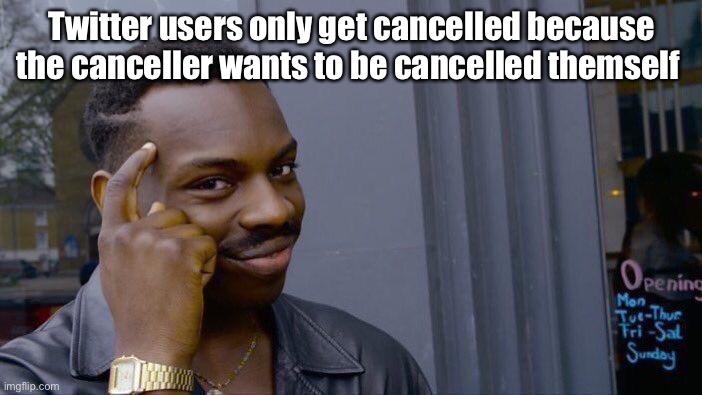 Twitter users only get cancelled because
the canceller wants to be cancelled themself
Opening
Mon
Tue-Thur
Fri-Sat
Sunday
imgflip.com